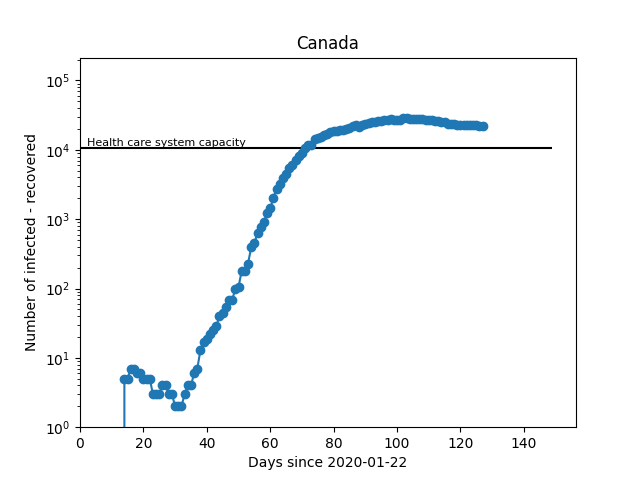 Canada
10^5
Health care system capacity
10^4
10^3
10^2
10^1
10^0
Number of infected - recovered
0 20 40 60 80 100 120 140
Days since 2020-01-22